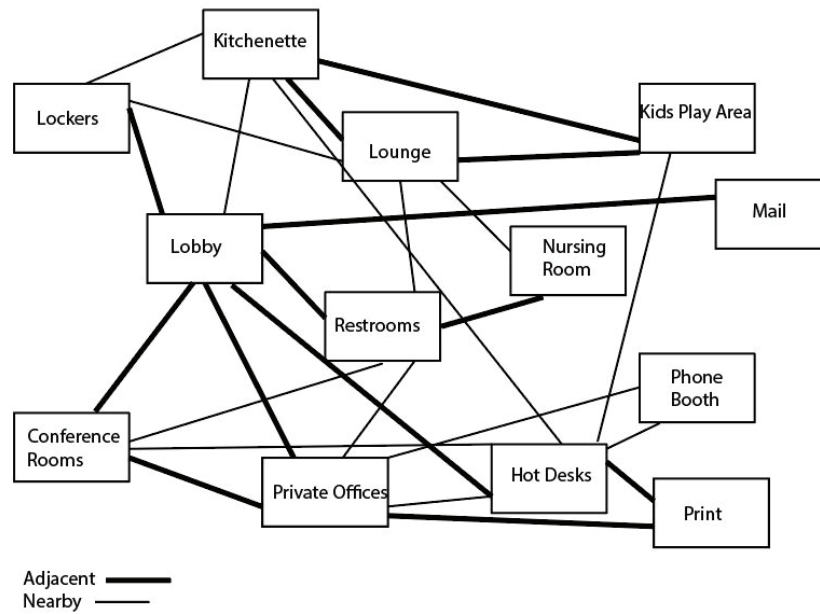 Kitchenette
Lockers
Kids Play Area
Lounge
Mail
Lobby
Nursing
Room
Restrooms
Phone
Booth
Conference
Rooms
Hot Desks
Private Offices
Print
Adjacent
Nearby